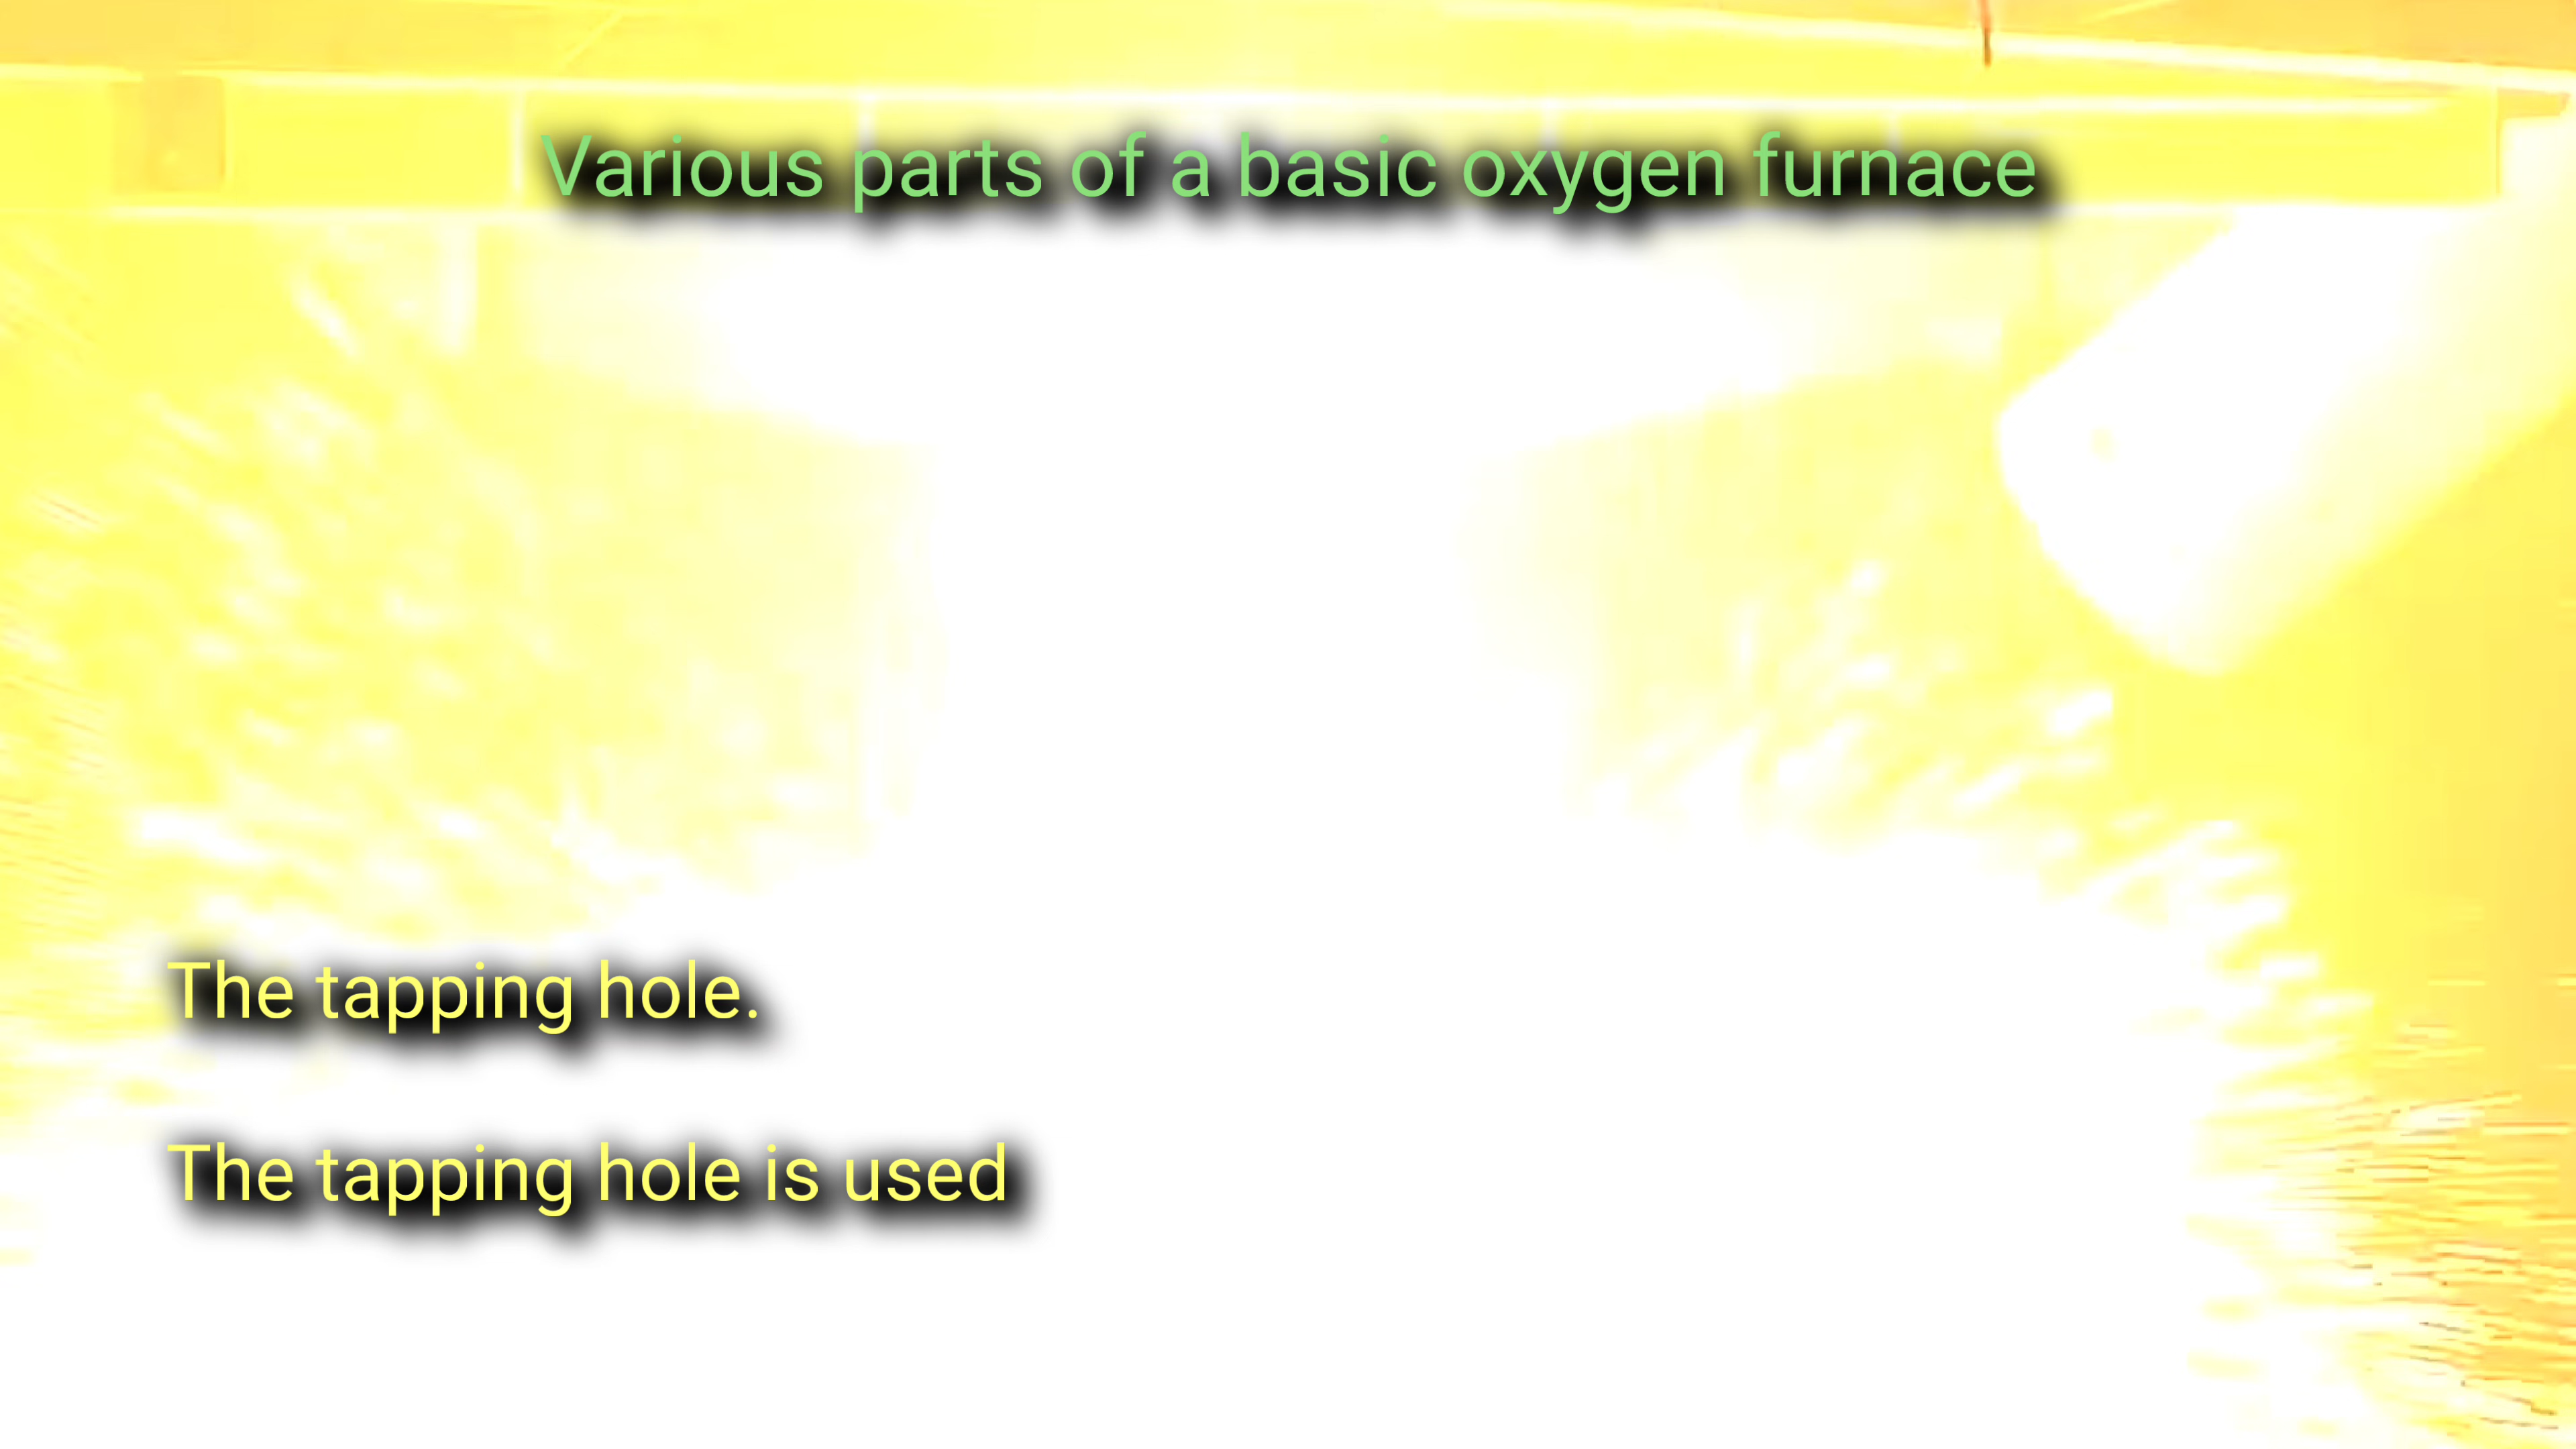 Various parts of a basic oxygen furnace
The tapping hole.
The tapping hole is used